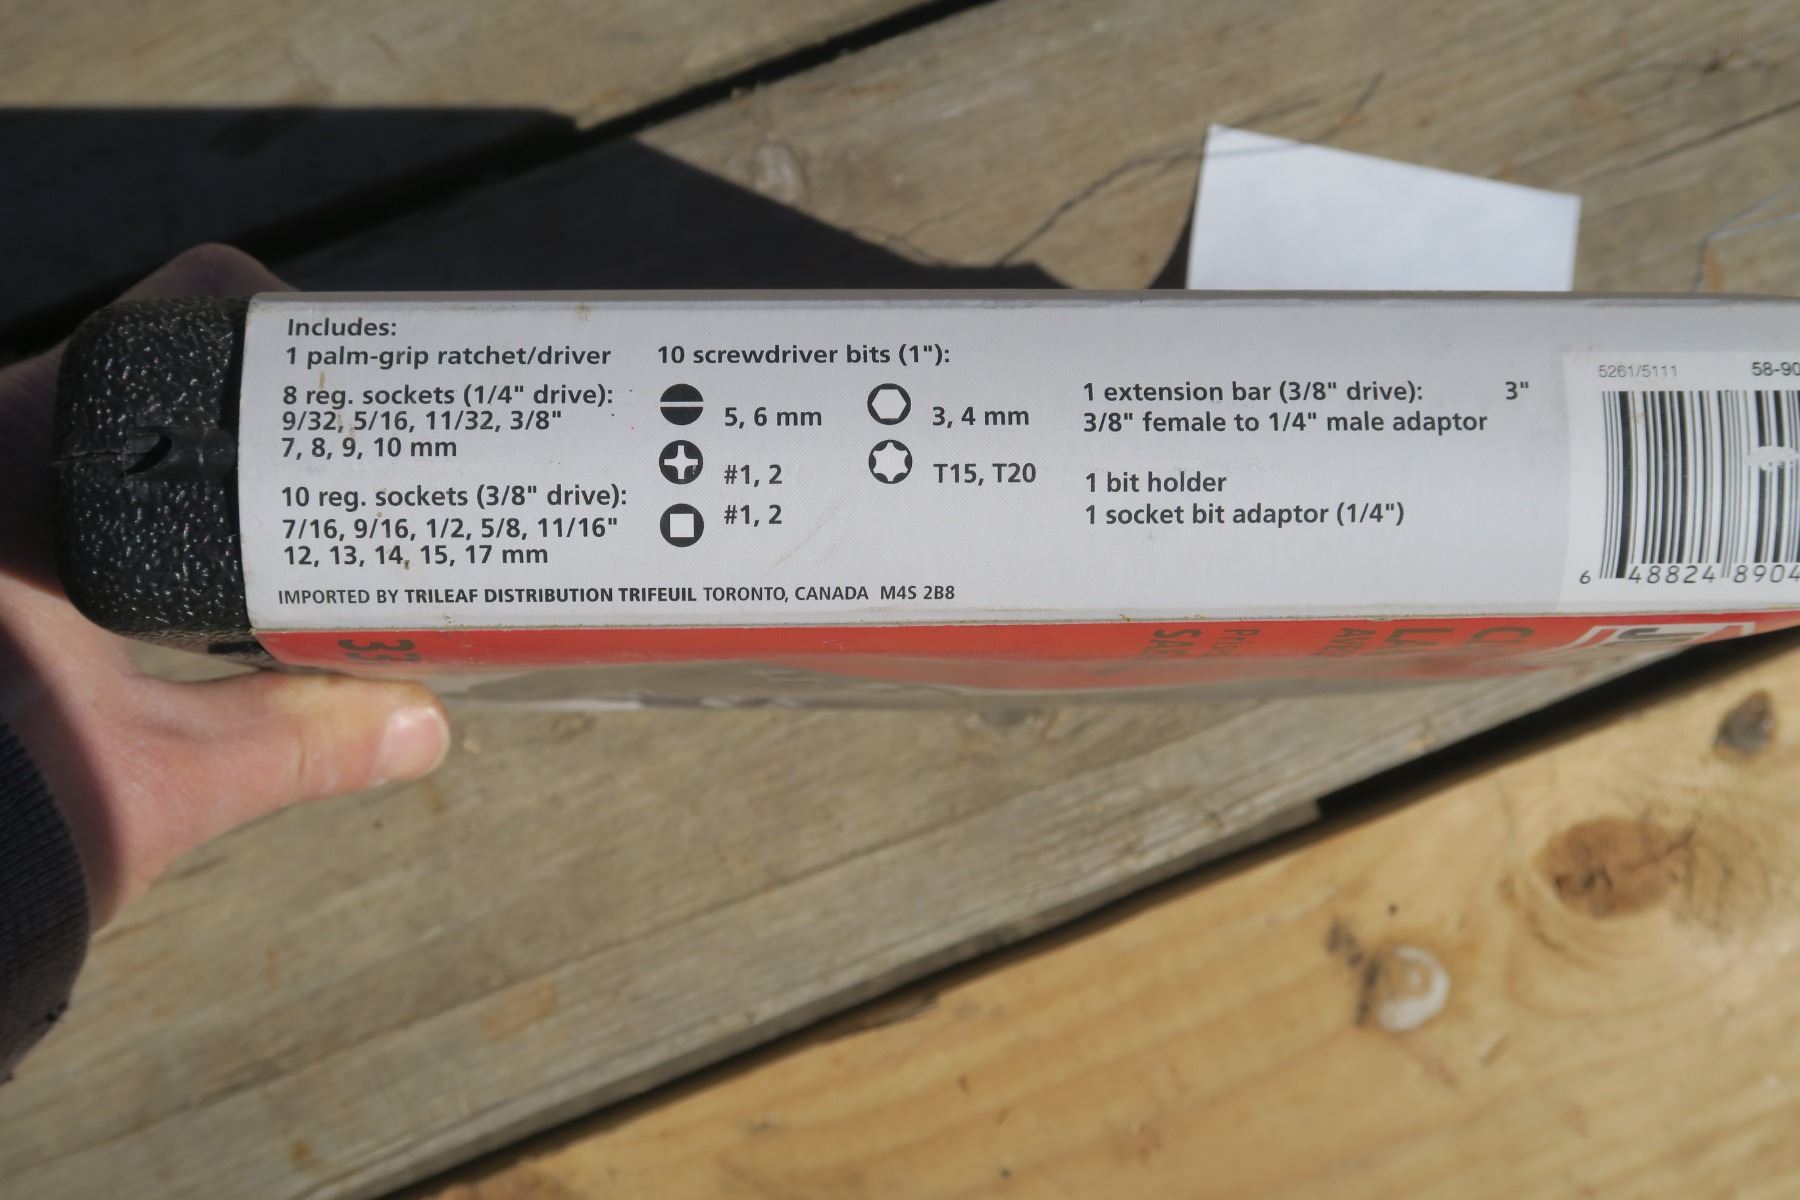 Includes:
1 palm-grip ratchet/driver
8 reg. sockets (1/4" drive):
9/32, 5/16, 11/32, 3/8"
7, 8, 9, 10 mm
10 reg. sockets (3/8" drive):
7/16, 9/16, 1/2, 5/8, 11/16"
12, 13, 14, 15, 17 mm
10 screwdriver bits (1"):
5, 6 mm
#1, 2
#1, 2
3, 4 mm
T15, T20
1 extension bar (3/8" drive): 3"
3/8" female to 1/4" male adaptor
1 bit holder
1 socket bit adaptor (1/4")
5261/5111 58-90
6 48824 8904
IMPORTED BY TRILEAF DISTRIBUTION TRIFEUIL TORONTO, CANADA M4S 2B8